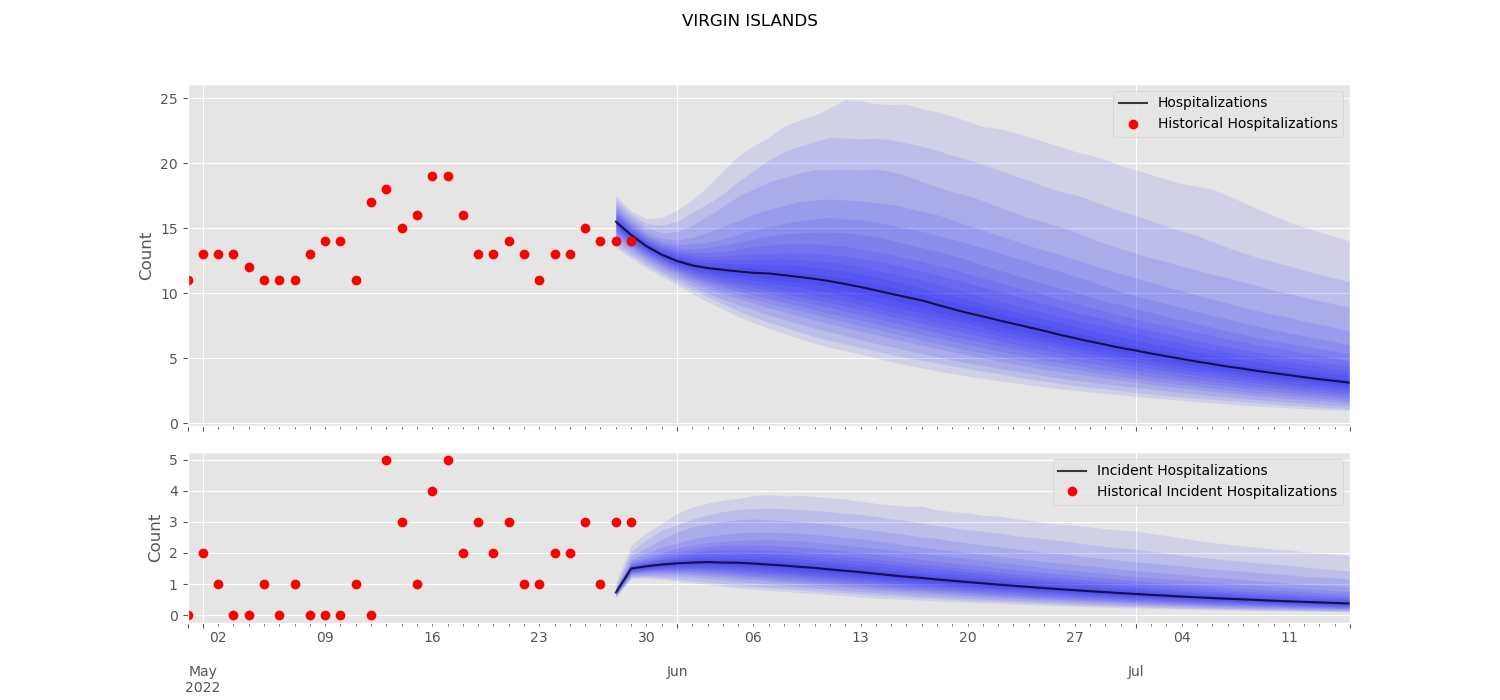 VIRGIN ISLANDS
25
20
15
10
5
0
Count
Hospitalizations
Historical Hospitalizations
5
4
3
2
1
0
Count
Incident Hospitalizations
Historical Incident Hospitalizations
02 09 16 23 30 06 13 20 27 04 11
May Jun Jul
2022